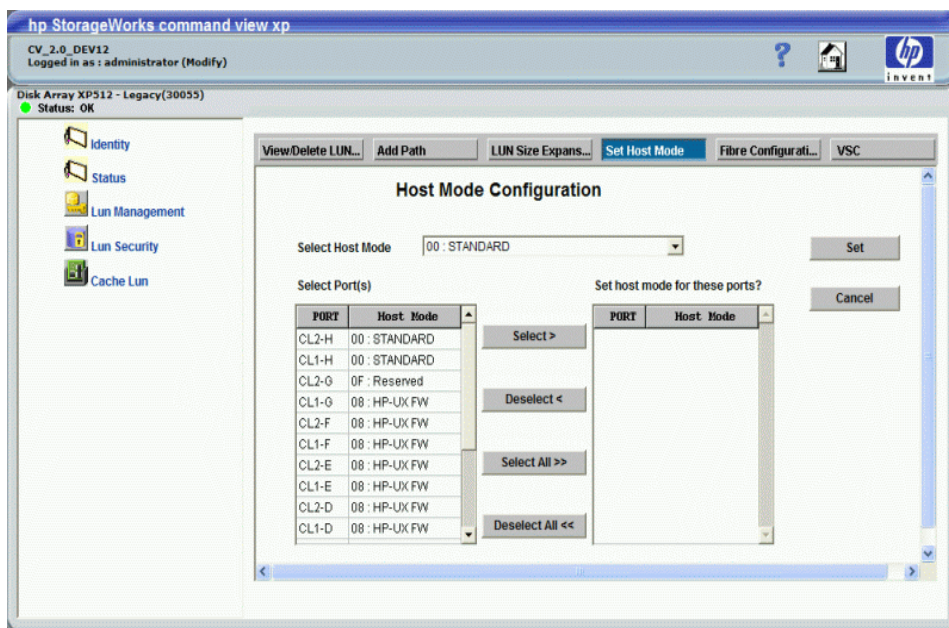 hp StorageWorks command view xp
CV_2.0_DEV12
Logged in as : administrator (Modify)
?
hp
invent
Disk Array XP512 - Legacy(30055)
Status: OK
Identity
Status
Lun Management
Lun Security
Cache Lun
View/Delete LUN... Add Path LUN Size Expans... Set Host Mode Fibre Configurati... VSC
Host Mode Configuration
Select Host Mode 00 : STANDARD Set
Select Port(s) Set host mode for these ports? Cancel
PORT Host Mode PORT Host Mode
CL2-H 00 : STANDARD Select >
CL1-H 00 : STANDARD
CL2-G 0F : Reserved
CL1-G 08 : HP-UX FW Deselect <
CL2-F 08 : HP-UX FW
CL1-F 08 : HP-UX FW
CL2-E 08 : HP-UX FW Select All >>
CL1-E 08 : HP-UX FW
CL2-D 08 : HP-UX FW
CL1-D 08 : HP-UX FW Deselect All <<